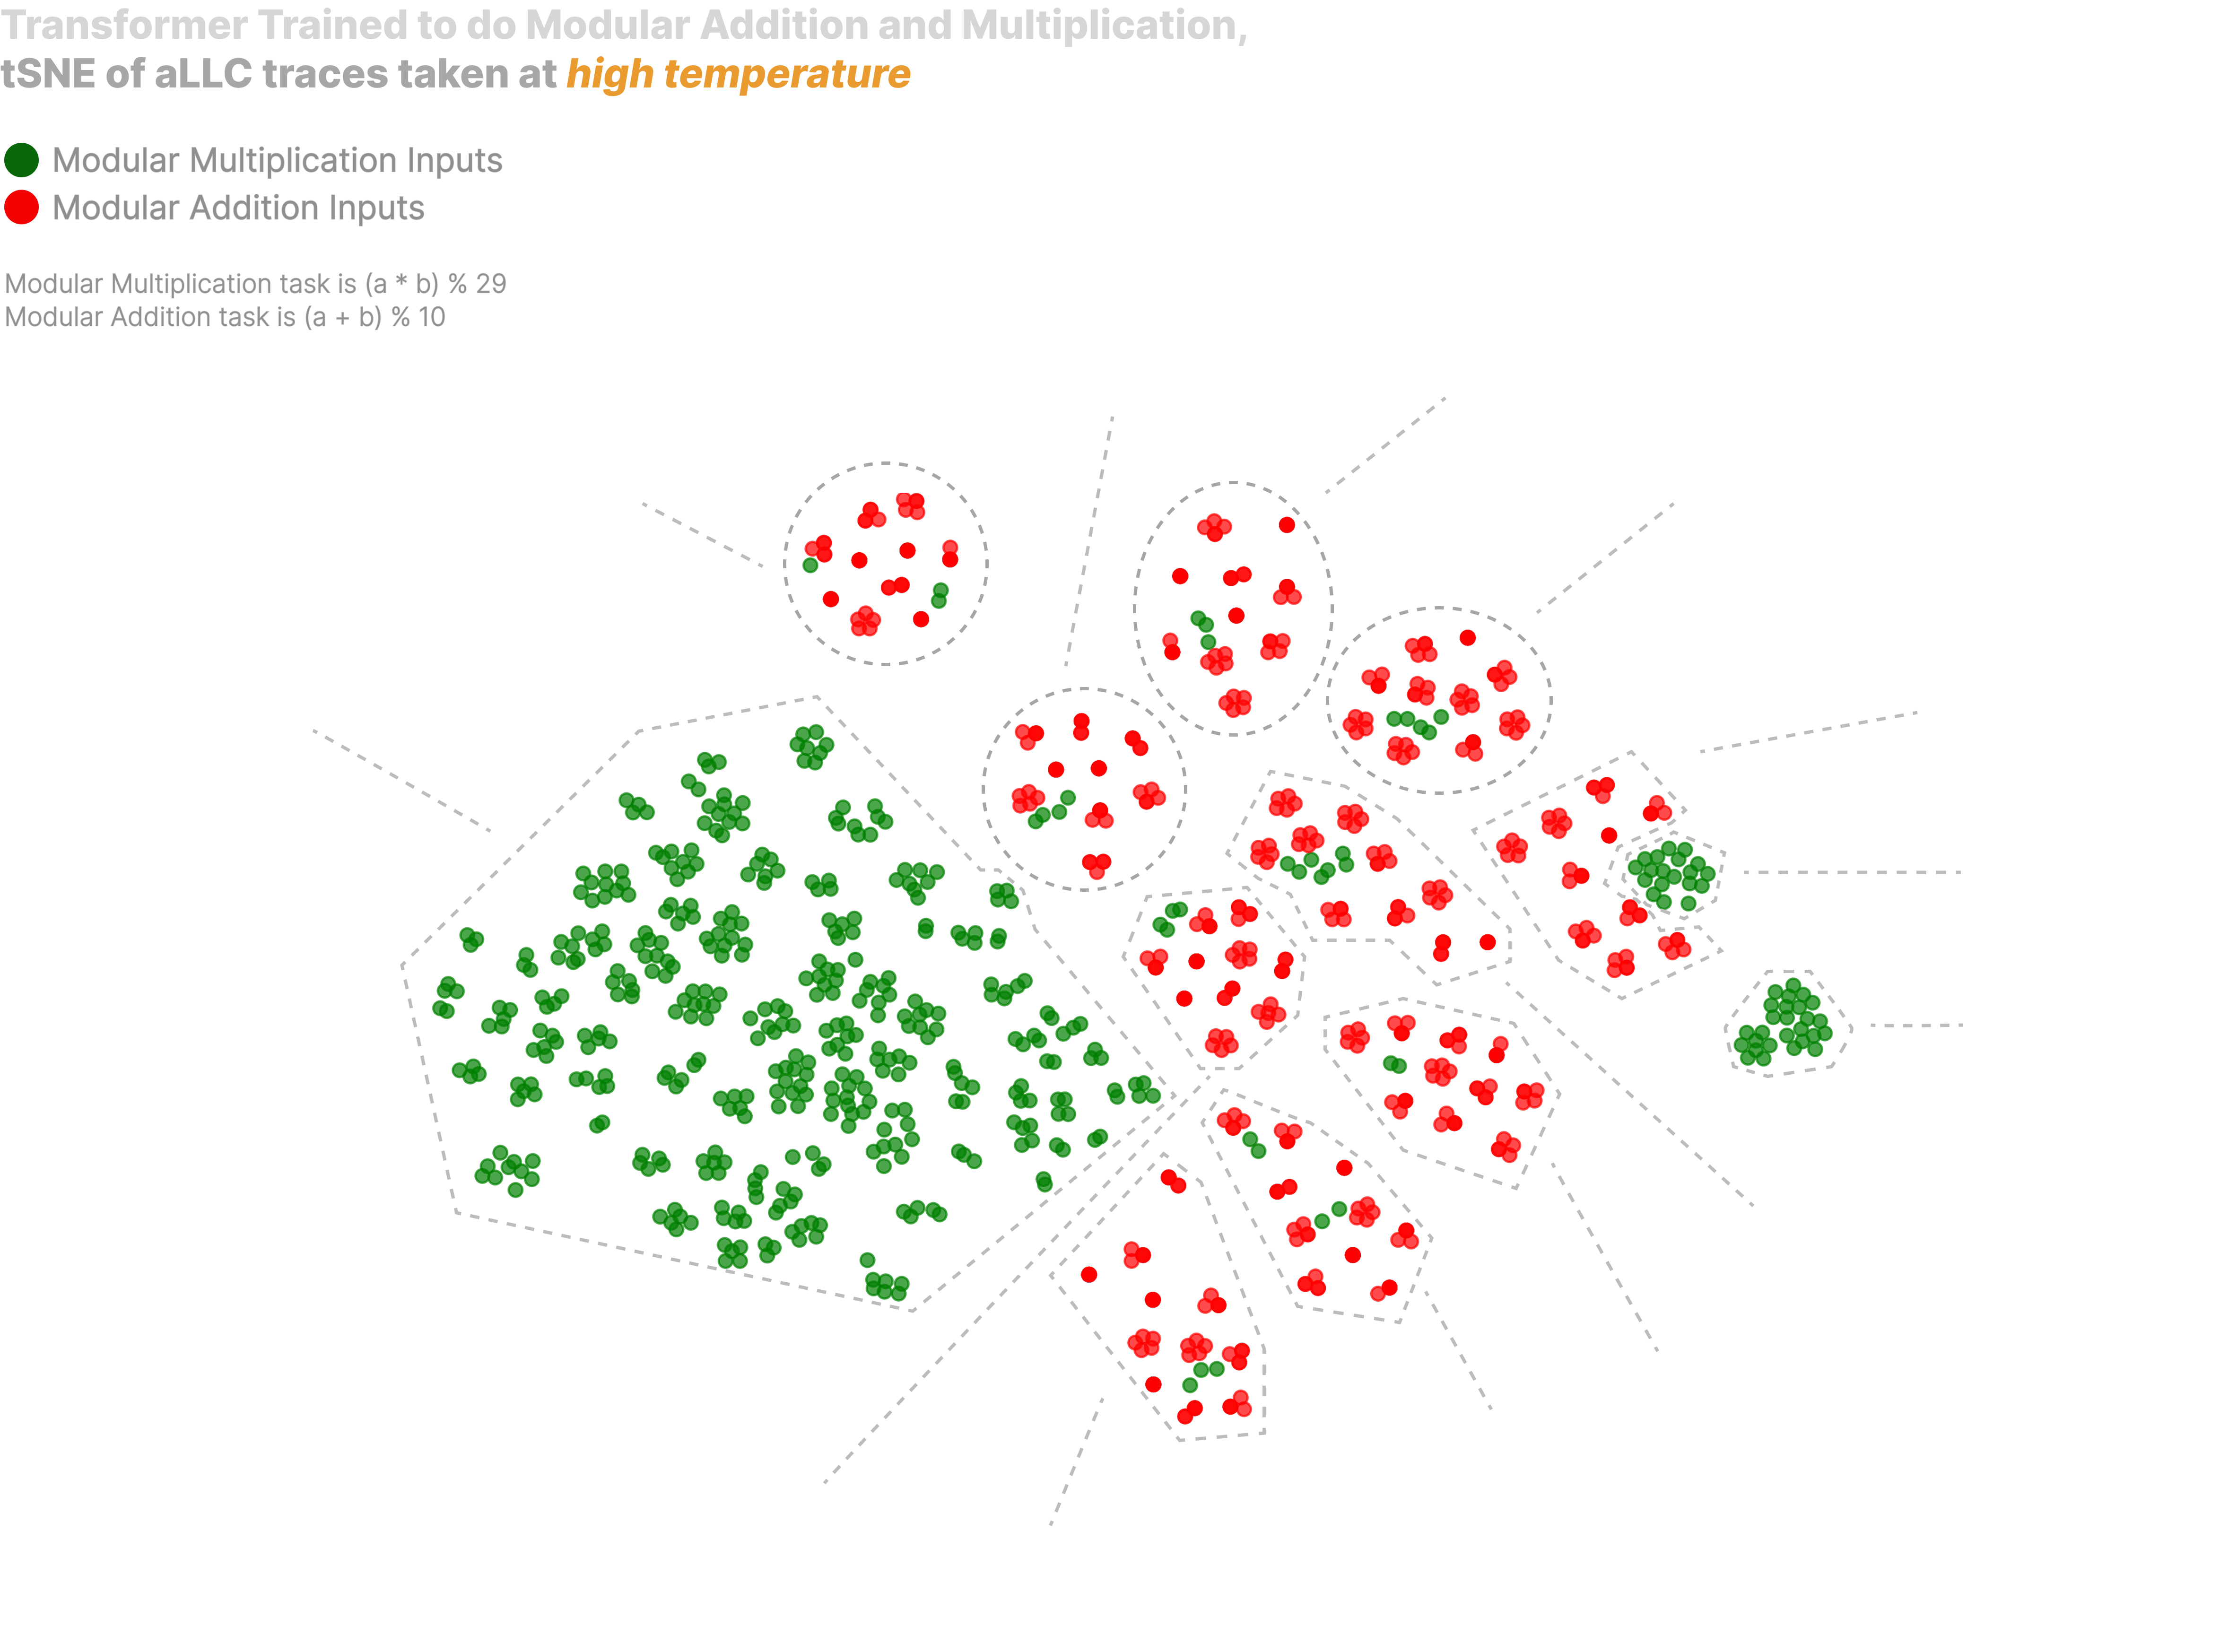 Transformer Trained to do Modular Addition and Multiplication,
tSNE of aLLC traces taken at high temperature
Modular Multiplication Inputs
Modular Addition Inputs
Modular Multiplication task is (a * b) % 29
Modular Addition task is (a + b) % 10